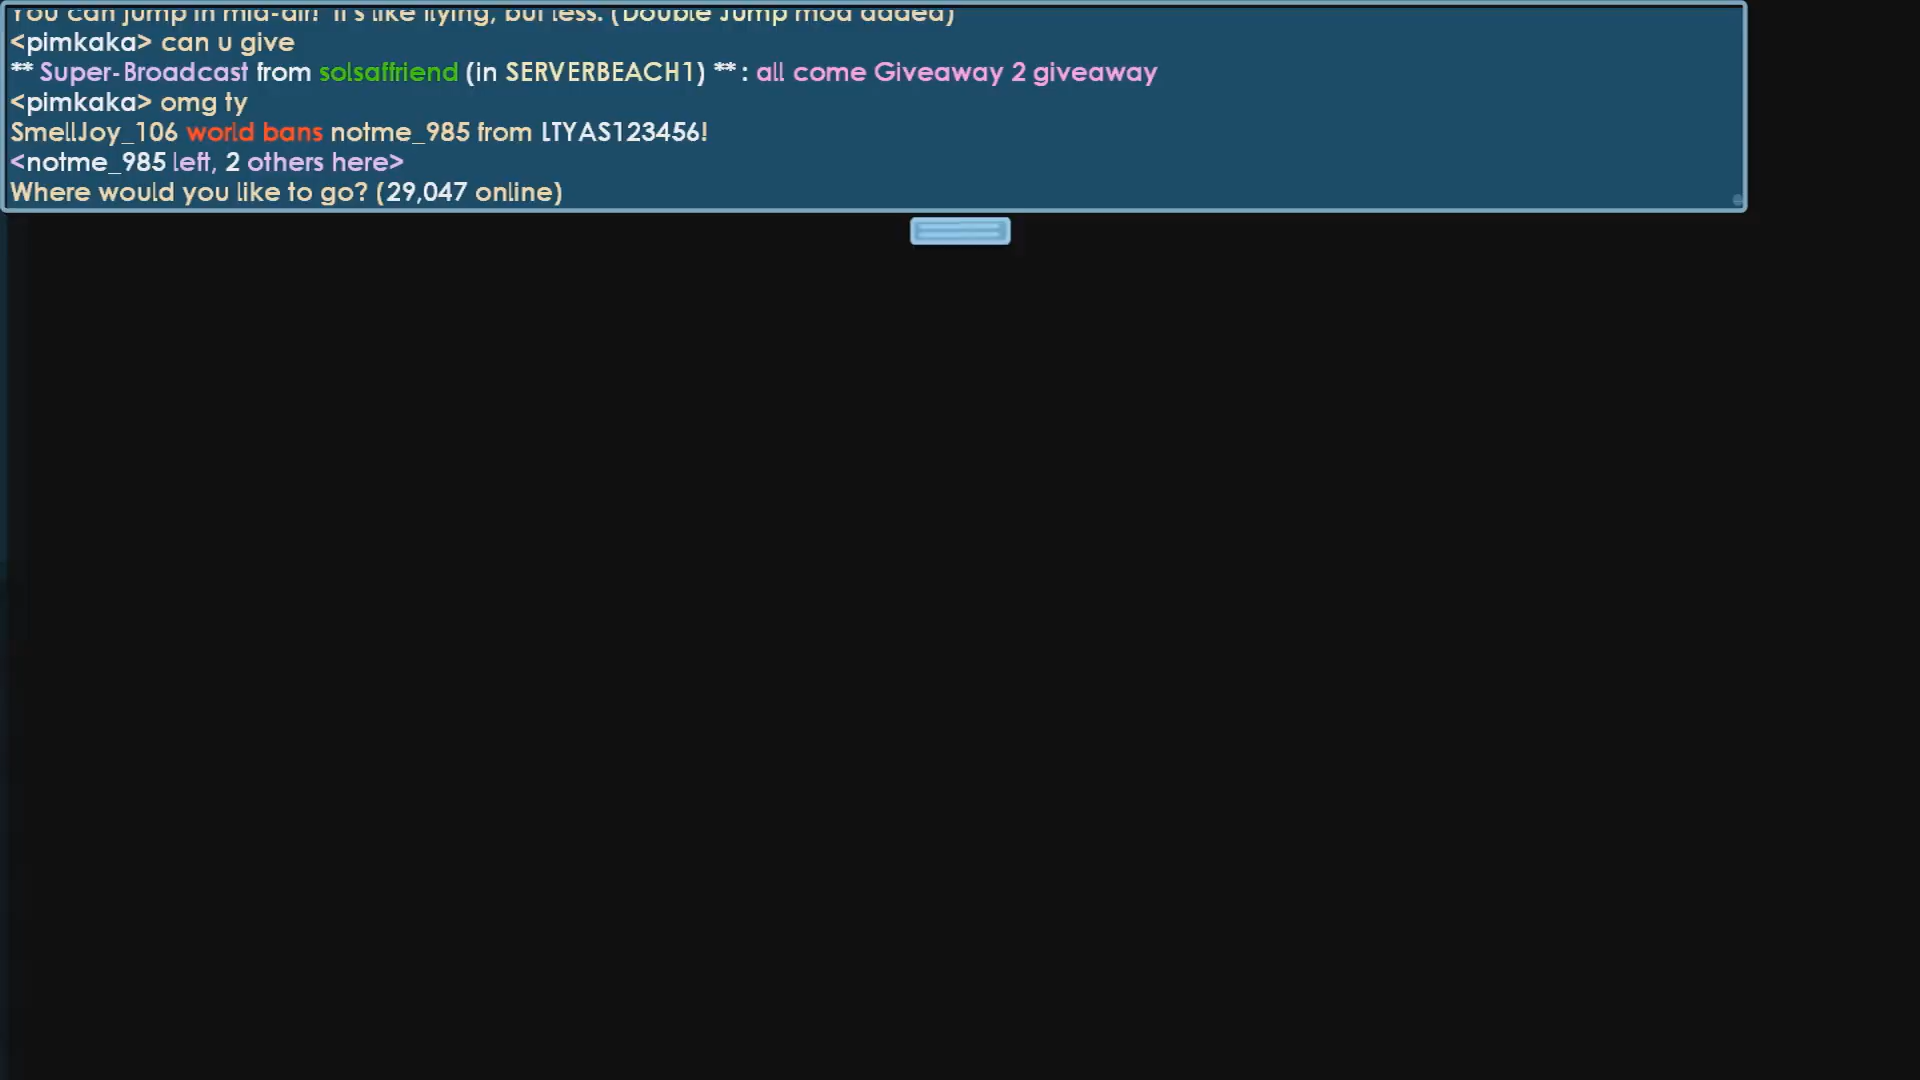 You can jump in mid-air! It's like flying, but less. (Double Jump mod added)
<pimkaka> can u give
** Super-Broadcast from solsaffriend (in SERVERBEACH1) ** : all come Giveaway 2 giveaway
<pimkaka> omg ty
SmellJoy_106 world bans notme_985 from LTYAS123456!
<notme_985 left, 2 others here>
Where would you like to go? (29,047 online)